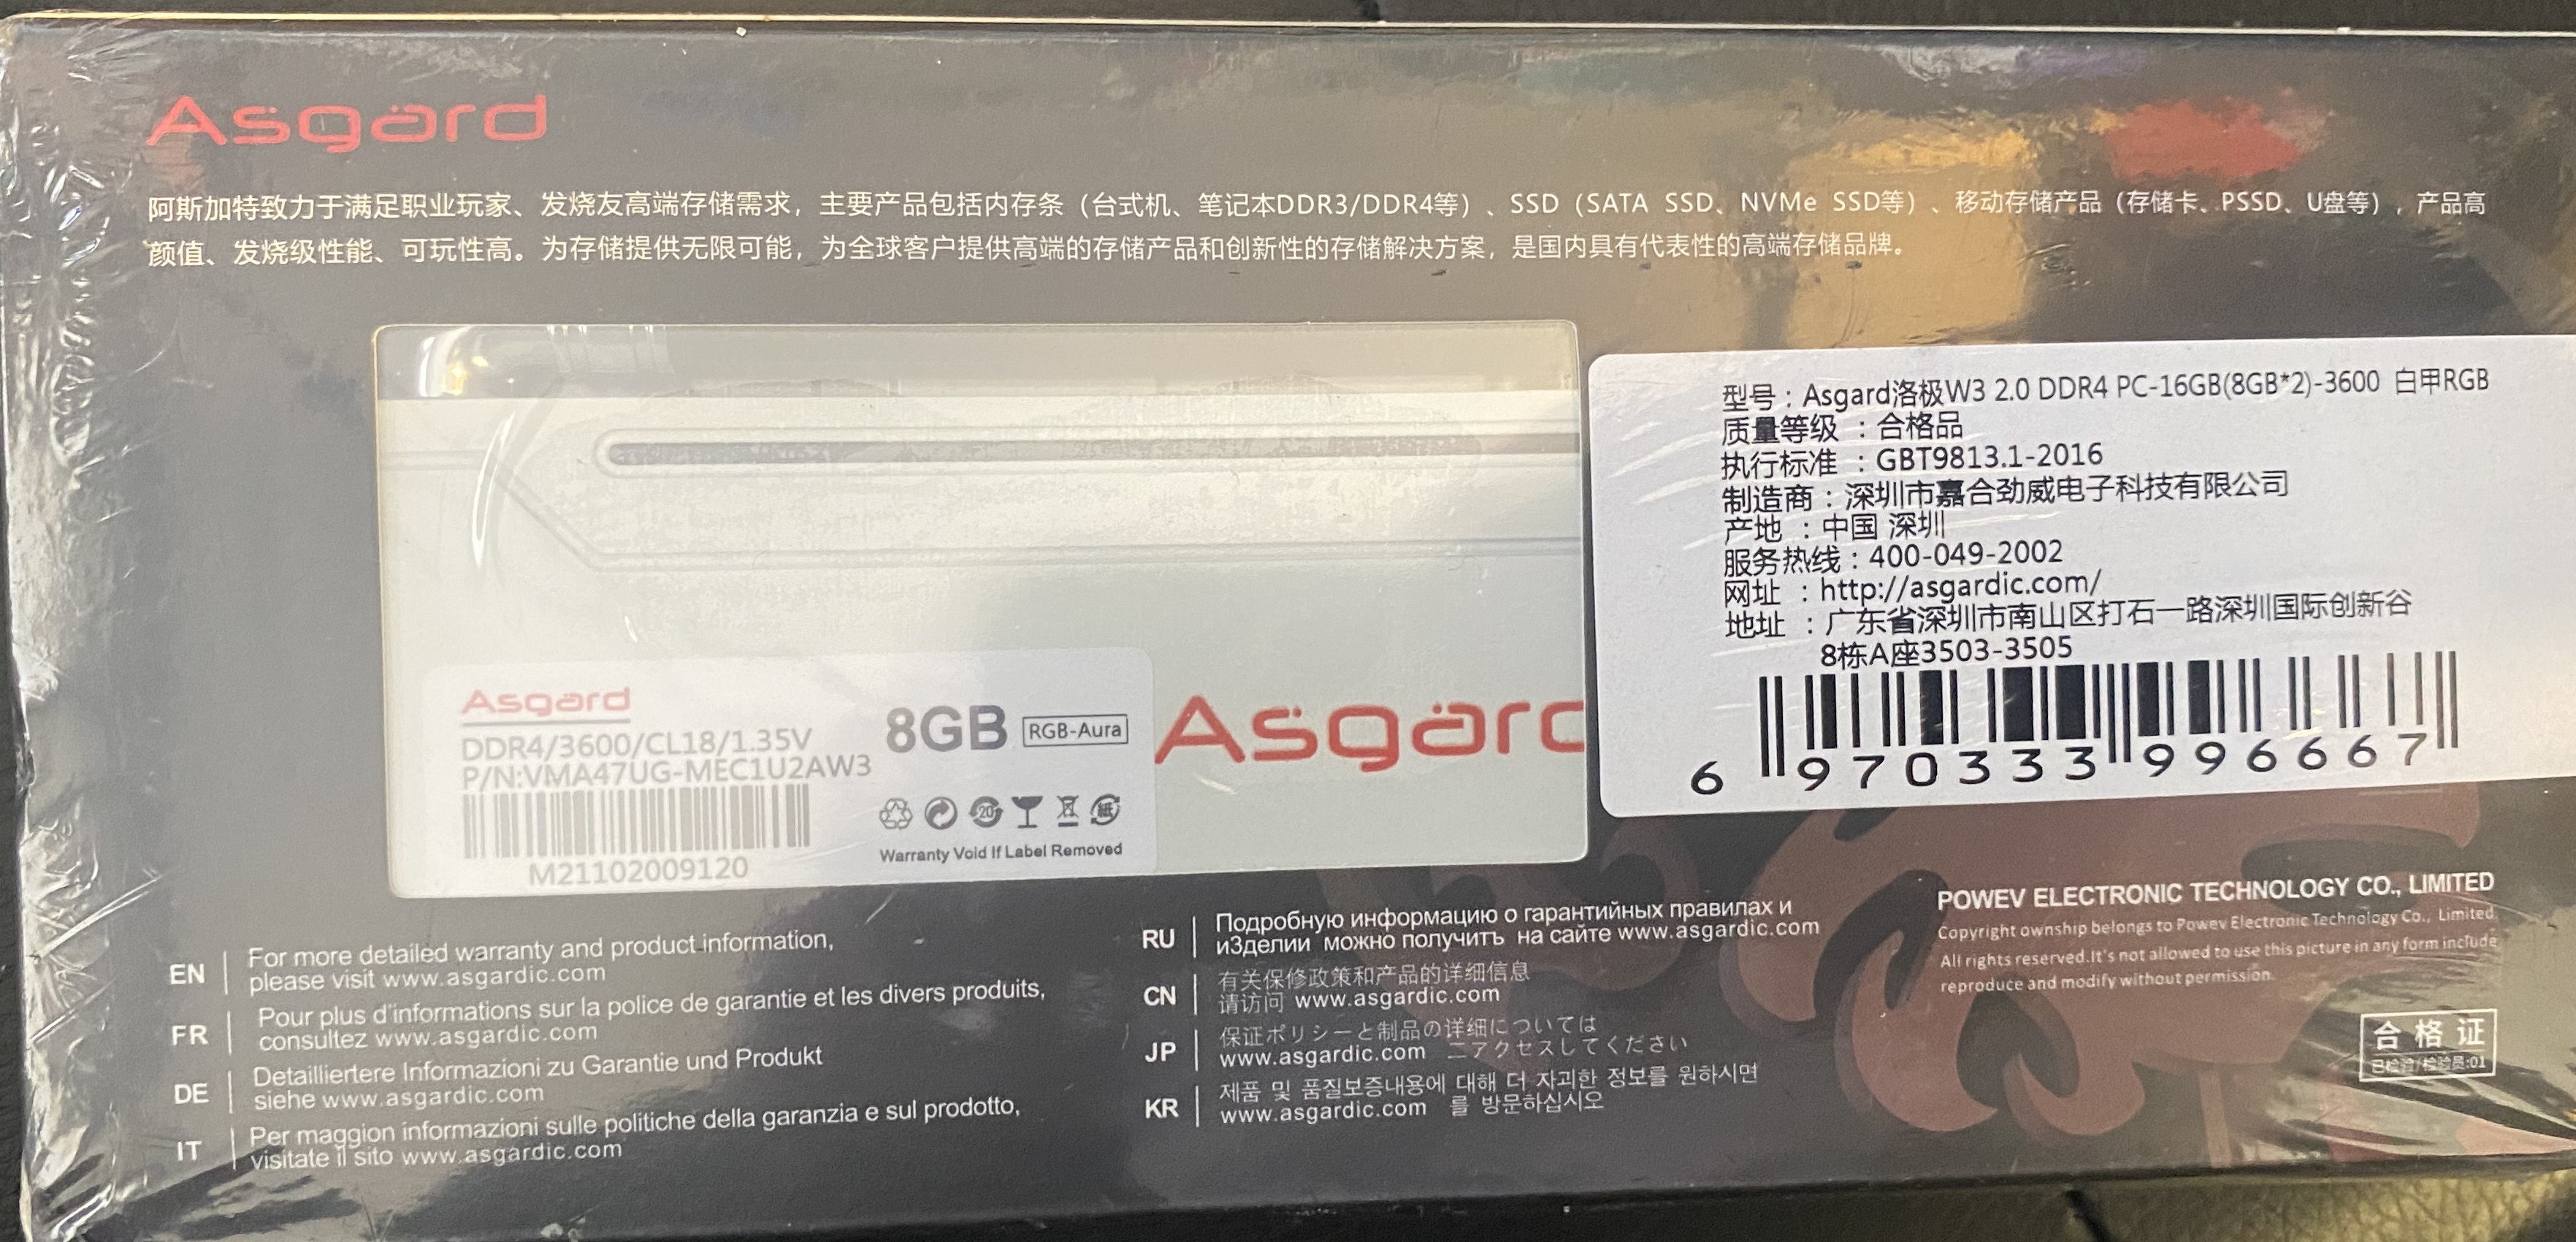 Asgard
阿斯加特致力于满足职业玩家、发烧友高端存储需求，主要产品包括内存条（台式机、笔记本DDR3/DDR4等）、SSD（SATA SSD、NVMe SSD等）、移动存储产品（存储卡、PSSD、U盘等），产品高
颜值、发烧级性能、可玩性高。为存储提供无限可能，为全球客户提供高端的存储产品和创新性的存储解决方案，是国内具有代表性的高端存储品牌。
Asgard
DDR4/3600/CL18/1.35V
P/N:VMA47UG-MEC1U2AW3
M21102009120
8GB RGB-Aura
Warranty Void If Label Removed
Asgard
型号：Asgard洛极W3 2.0 DDR4 PC-16GB(8GB*2)-3600 白甲RGB
质量等级 ：合格品
执行标准 ：GBT9813.1-2016
制造商：深圳市嘉合劲威电子科技有限公司
产地 ：中国 深圳
服务热线：400-049-2002
网址 ：http://asgardic.com/
地址 ：广东省深圳市南山区打石一路深圳国际创新谷
8栋A座3503-3505
6 970333 996667
EN
For more detailed warranty and product information,
please visit www.asgardic.com
FR
Pour plus d'informations sur la police de garantie et les divers produits,
consultez www.asgardic.com
DE
Detailliertere Informazioni zu Garantie und Produkt
siehe www.asgardic.com
IT
Per maggion informazioni sulle politiche della garanzia e sul prodotto,
visitate il sito www.asgardic.com
RU
Подробную информацию о гарантийных правилах и
иЗделии можно получить на сайте www.asgardic.com
CN
有关保修政策和产品的详细信息
请访问 www.asgardic.com
JP
保证ポリシーと制品の详细については
www.asgardic.com 二アクセスしてください
KR
제품 및 품질보증내용에 대해 더 자괴한 정보를 원하시면
www.asgardic.com 를 방문하십시오
POWEV ELECTRONIC TECHNOLOGY CO., LIMITED
Copyright ownship belongs to Powev Electronic Technology Co., Limited.
All rights reserved.It's not allowed to use this picture in any form include
reproduce and modify without permission.
合格证
已检验/检验员:01